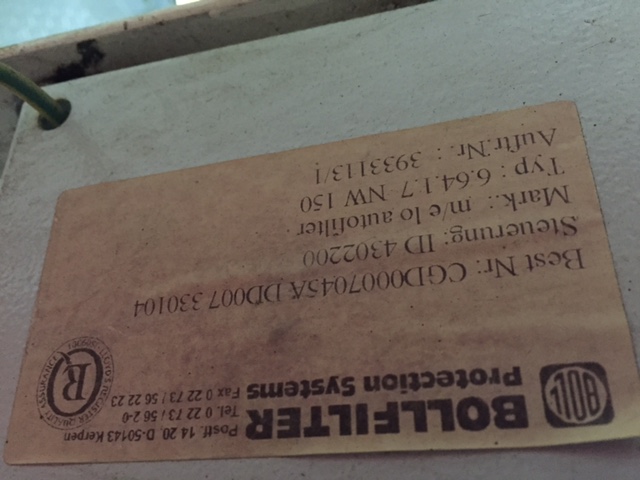 BOLL
BOLLFILTER
Protection Systems
Postf. 14 20, D-50143 Kerpen
Tel. 0 22 73 / 56 2-0
Fax 0 22 73 / 56 22 23
Best Nr: CGD0007045A DD007 330104
Steuerung: ID 4302200
Mark.: m/e lo autofilter
Typ : 6.64.1.7 NW 150
Auftr.Nr. : 3933113/1